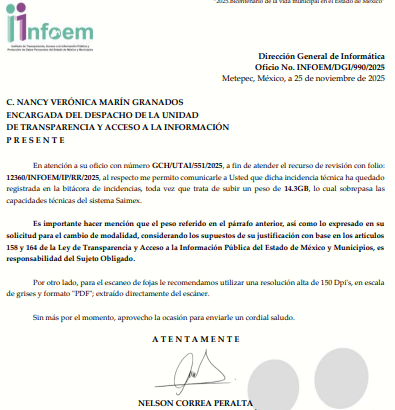 "2025.Bicentenario de la vida municipal en el Estado de México"
infoem
Instituto de Transparencia, Acceso a la Información Pública y
Protección de Datos Personales del Estado de México y Municipios
Dirección General de Informática
Oficio No. INFOEM/DGI/990/2025
Metepec, México, a 25 de noviembre de 2025
C. NANCY VERÓNICA MARÍN GRANADOS
ENCARGADA DEL DESPACHO DE LA UNIDAD
DE TRANSPARENCIA Y ACCESO A LA INFORMACIÓN
P R E S E N T E
En atención a su oficio con número GCH/UTAI/551/2025, a fin de atender el recurso de revisión con folio:
12360/INFOEM/IP/RR/2025, al respecto me permito comunicarle a Usted que dicha incidencia técnica ha quedado
registrada en la bitácora de incidencias, toda vez que trata de subir un peso de 14.3GB, lo cual sobrepasa las
capacidades técnicas del sistema Saimex.
Es importante hacer mención que el peso referido en el párrafo anterior, así como lo expresado en su
solicitud para el cambio de modalidad, considerando los supuestos de su justificación con base en los artículos
158 y 164 de la Ley de Transparencia y Acceso a la Información Pública del Estado de México y Municipios, es
responsabilidad del Sujeto Obligado.
Por otro lado, para el escaneo de fojas le recomendamos utilizar una resolución alta de 150 Dpi's, en escala
de grises y formato "PDF"; extraído directamente del escáner.
Sin más por el momento, aprovecho la ocasión para enviarle un cordial saludo.
A T E N T A M E N T E
NELSON CORREA PERALTA